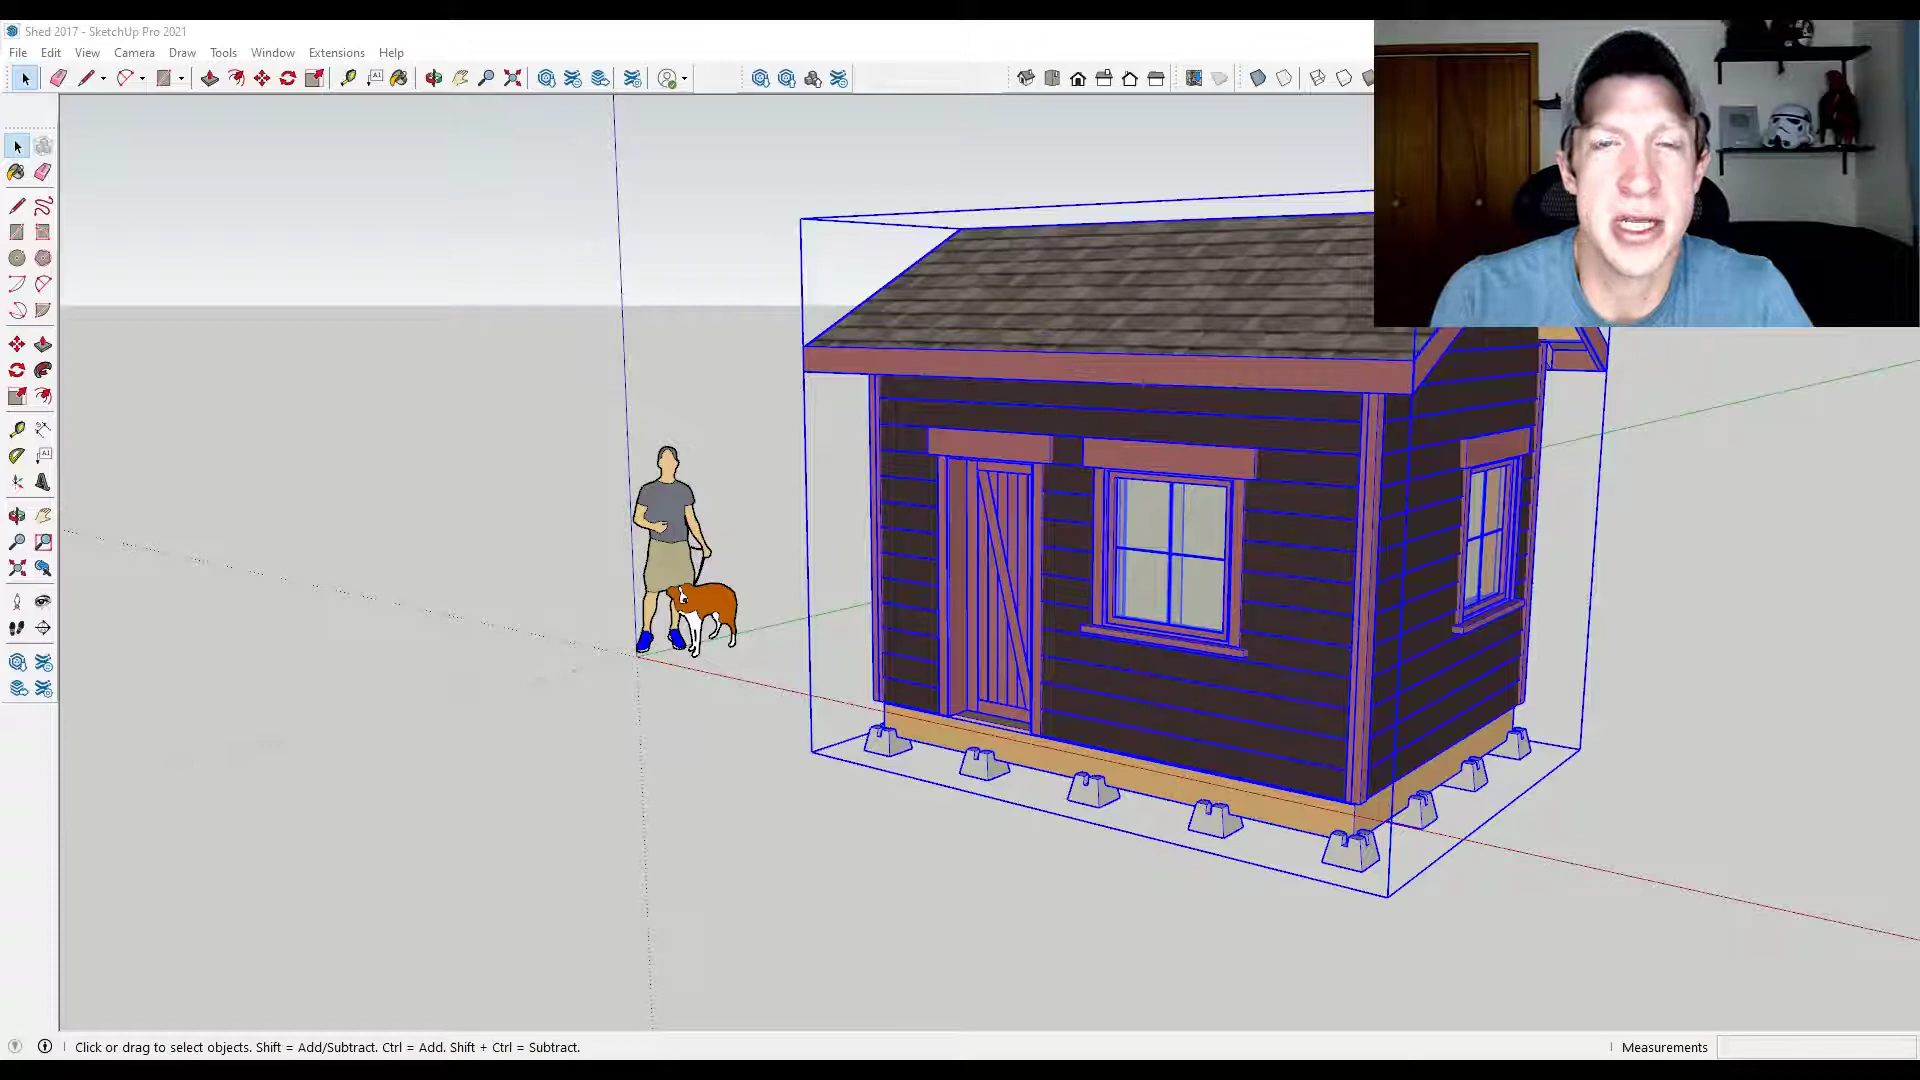 Shed 2017 - SketchUp Pro 2021
File Edit View Camera Draw Tools Window Extensions Help
Click or drag to select objects. Shift = Add/Subtract. Ctrl = Add. Shift + Ctrl = Subtract.
Measurements